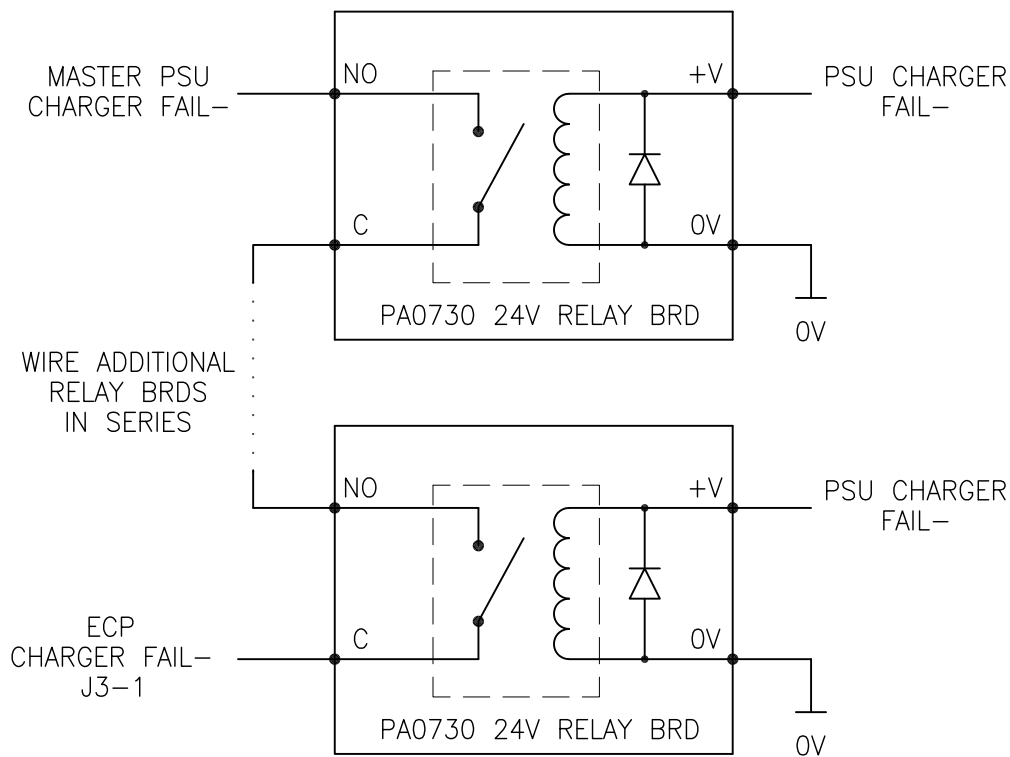 MASTER PSU
CHARGER FAIL-
NO
+V
PSU CHARGER
FAIL-
C
0V
PA0730 24V RELAY BRD
0V
WIRE ADDITIONAL
RELAY BRDS
IN SERIES
NO
+V
PSU CHARGER
FAIL-
ECP
CHARGER FAIL-
J3-1
C
0V
PA0730 24V RELAY BRD
0V